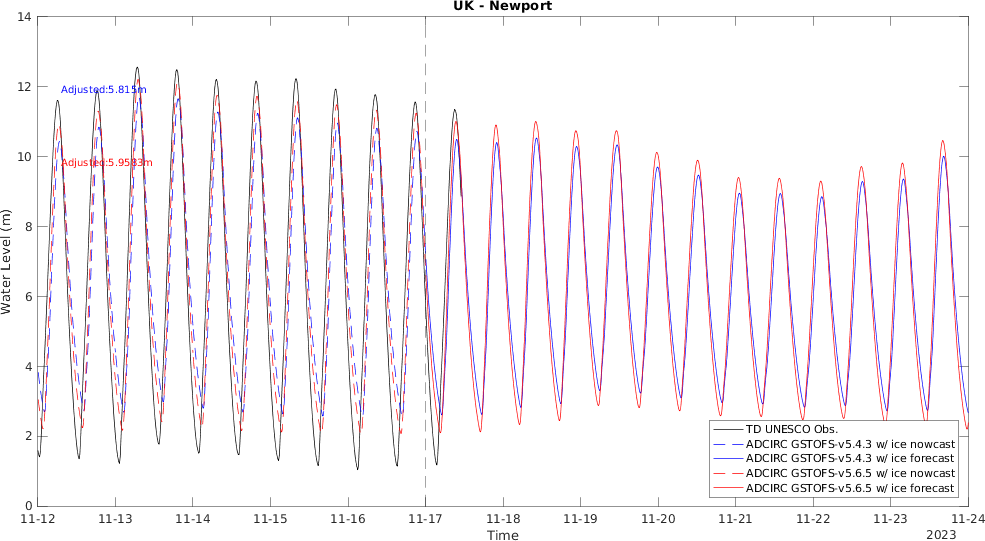 UK - Newport
14
12
10
8
6
4
2
0
Water Level (m)
Adjusted:5.815m
Adjusted:5.9583m
TD UNESCO Obs.
ADCIRC GSTOFS-v5.4.3 w/ ice nowcast
ADCIRC GSTOFS-v5.4.3 w/ ice forecast
ADCIRC GSTOFS-v5.6.5 w/ ice nowcast
ADCIRC GSTOFS-v5.6.5 w/ ice forecast
11-12 11-13 11-14 11-15 11-16 11-17 11-18 11-19 11-20 11-21 11-22 11-23 11-24
Time
2023